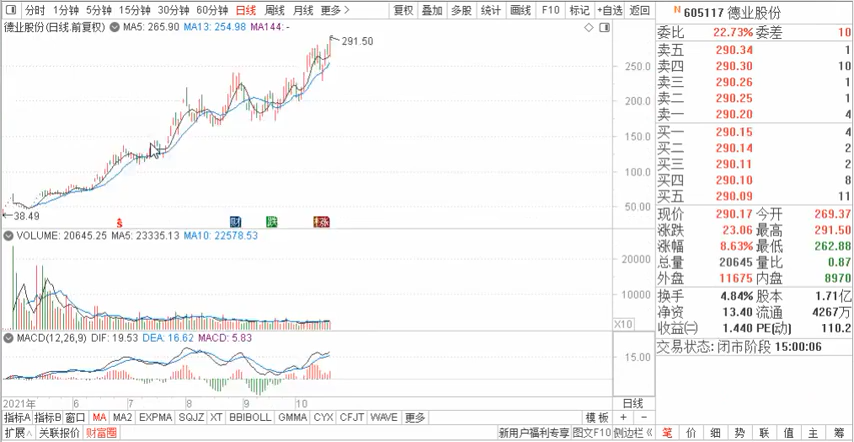 分时 1分钟 5分钟 15分钟 30分钟 60分钟 日线 周线 月线 更多 复权 叠加 多股 统计 画线 F10 标记 +自选 返回
德业股份(日线.前复权) MA5: 265.90 MA13: 254.98 MA144: -
291.50
250.0
200.0
150.0
100.0
50.00
38.49
财 跌 涨
VOLUME: 20645.25 MA5: 23335.13 MA10: 22578.53
20000
10000
X10
MACD(12,26,9) DIF: 19.53 DEA: 16.62 MACD: 5.83
15.00
2021年 6 7 8 9 10 日线
指标A 指标B 窗口 MA MA2 EXPMA SQJZ XT BBIBOLL GMMA CYX CFJT WAVE 更多 模板 + -
扩展∧ 关联报价 财富圈 新用户福利专享 图文F10 侧边栏《
N 605117 德业股份
委比 22.73% 委差 10
卖五 290.34 1
卖四 290.30 10
卖三 290.26 1
卖二 290.25 1
卖一 290.20 4
买一 290.15 4
买二 290.14 2
买三 290.11 2
买四 290.10 8
买五 290.09 11
现价 290.17 今开 269.37
涨跌 23.06 最高 291.50
涨幅 8.63% 最低 262.88
总量 20645 量比 0.87
外盘 11675 内盘 8970
换手 4.84% 股本 1.71亿
净资 13.40 流通 4267万
收益㈡ 1.440 PE(动) 110.2
交易状态: 闭市阶段 15:00:06
笔 价 细 势 联 值 主 筹